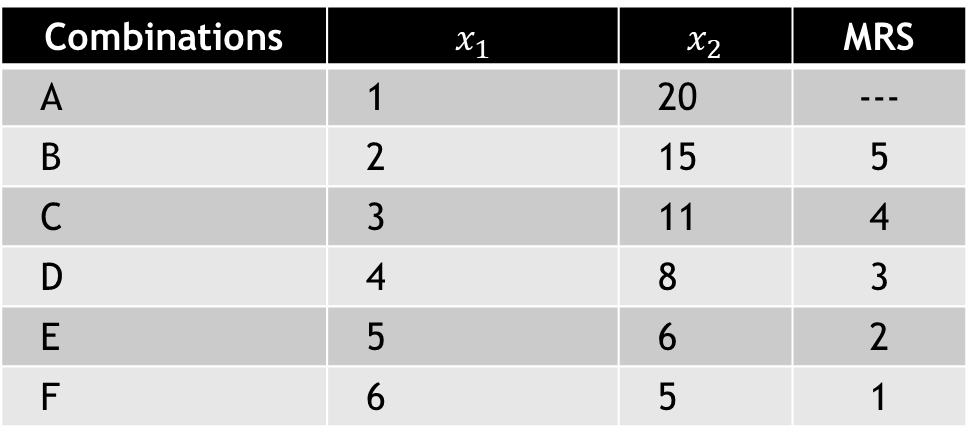 Combinations x₁ x₂ MRS
A 1 20 ---
B 2 15 5
C 3 11 4
D 4 8 3
E 5 6 2
F 6 5 1